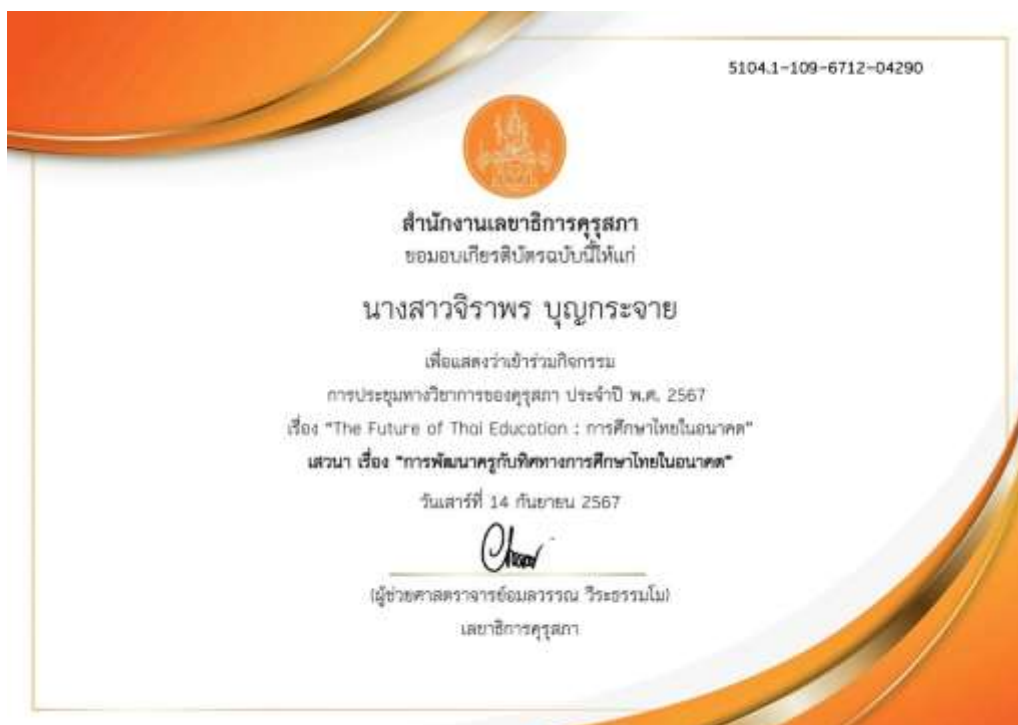 5104.1-109-6712-04290
สำนักงานเลขาธิการคุรุสภา
ขอมอบเกียรติบัตรฉบับนี้ให้แก่
นางสาวจิราพร บุญกระจาย
เพื่อแสดงว่าเข้าร่วมกิจกรรม
การประชุมทางวิชาการของคุรุสภา ประจำปี พ.ศ. 2567
เรื่อง "The Future of Thai Education : การศึกษาไทยในอนาคต"
เสวนา เรื่อง "การพัฒนาครูกับทิศทางการศึกษาไทยในอนาคต"
วันเสาร์ที่ 14 กันยายน 2567
(ผู้ช่วยศาสตราจารย์อมลวรรณ วีระธรรมโม)
เลขาธิการคุรุสภา